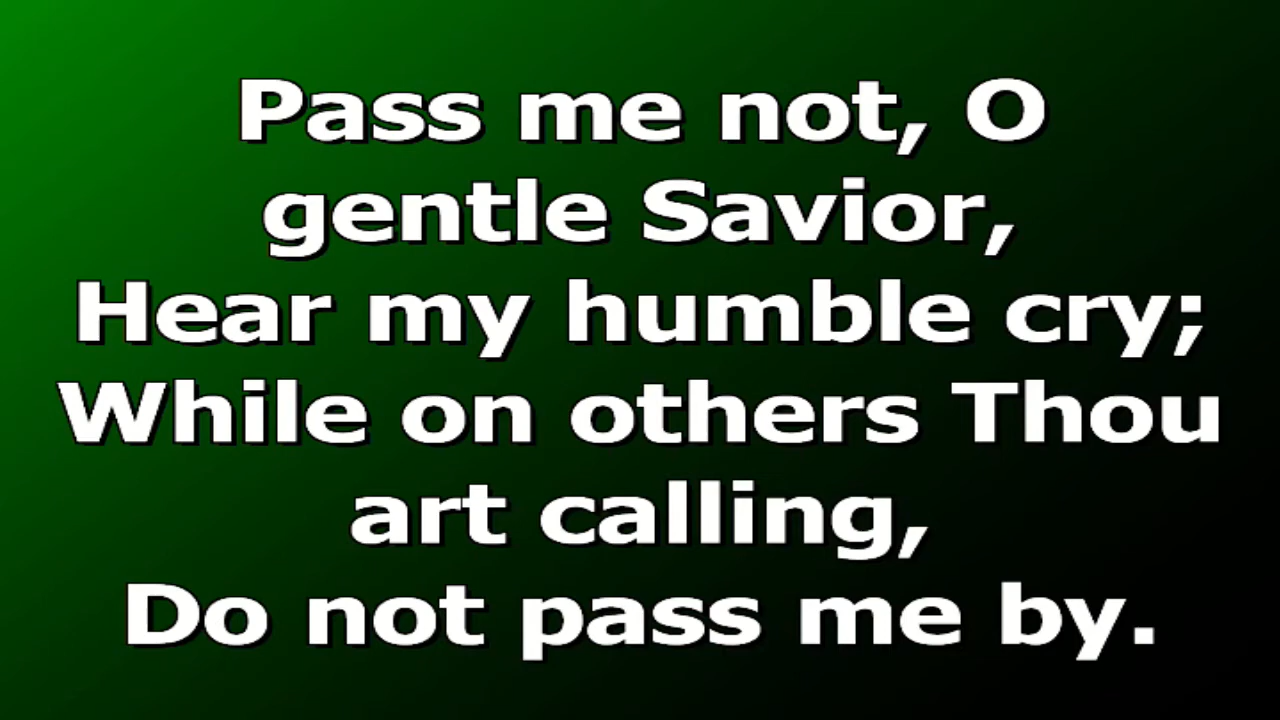 Pass me not, O
gentle Savior,
Hear my humble cry;
While on others Thou
art calling,
Do not pass me by.